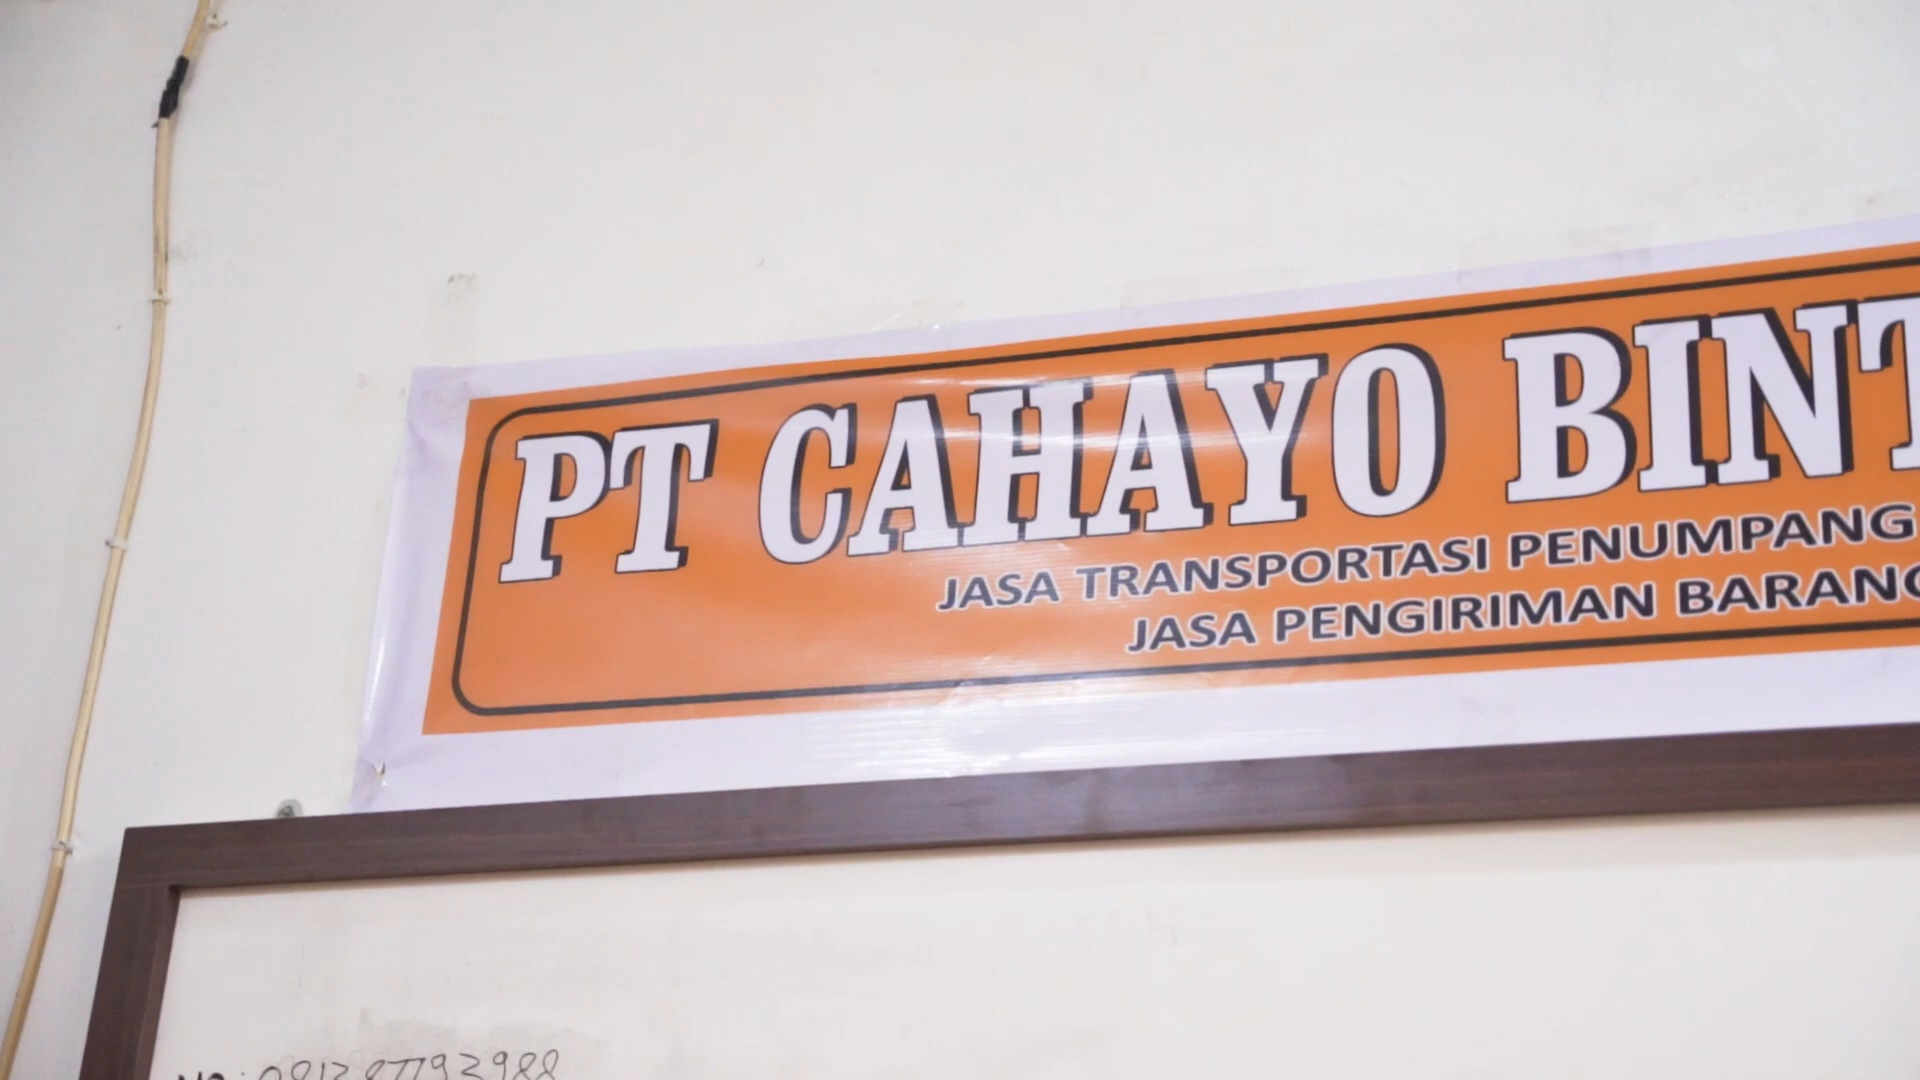 PT CAHAYO BINT
JASA TRANSPORTASI PENUMPANG
JASA PENGIRIMAN BARANG